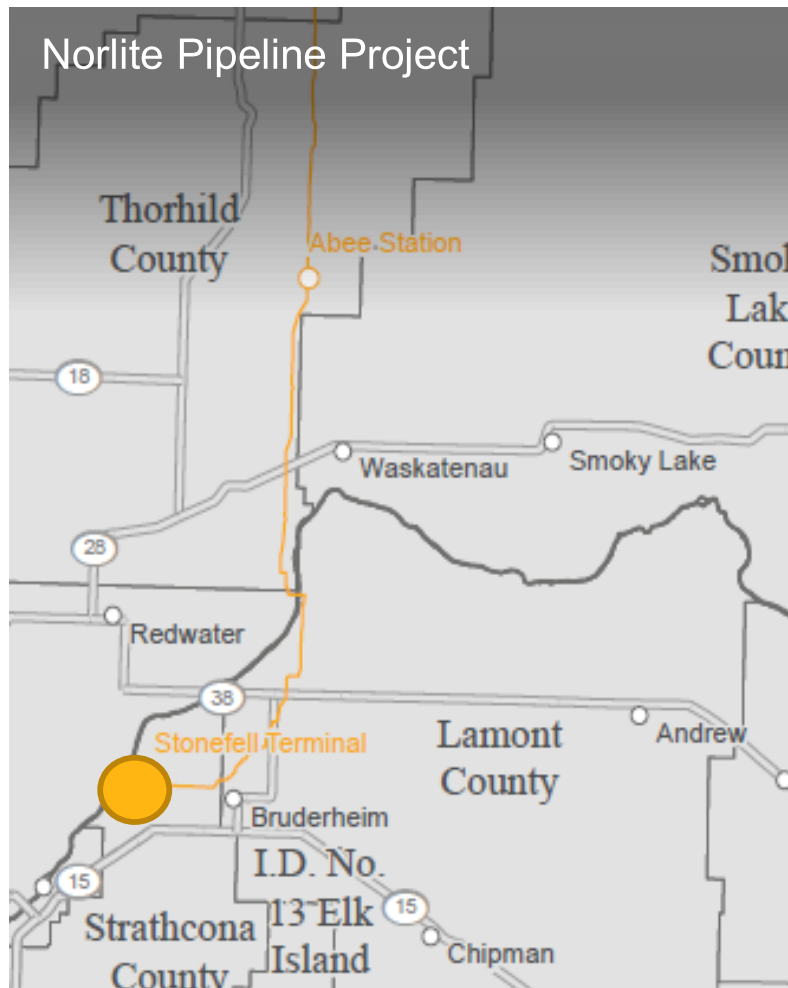 Norlite Pipeline Project
Thorhild
County
Abee Station
Smok
Lak
Coun
18
Waskatenau
Smoky Lake
28
Redwater
38
Stonefell Terminal
Lamont
County
Andrew
Bruderheim
I.D. No.
13 Elk
Island
15
15
Strathcona
County
Chipman